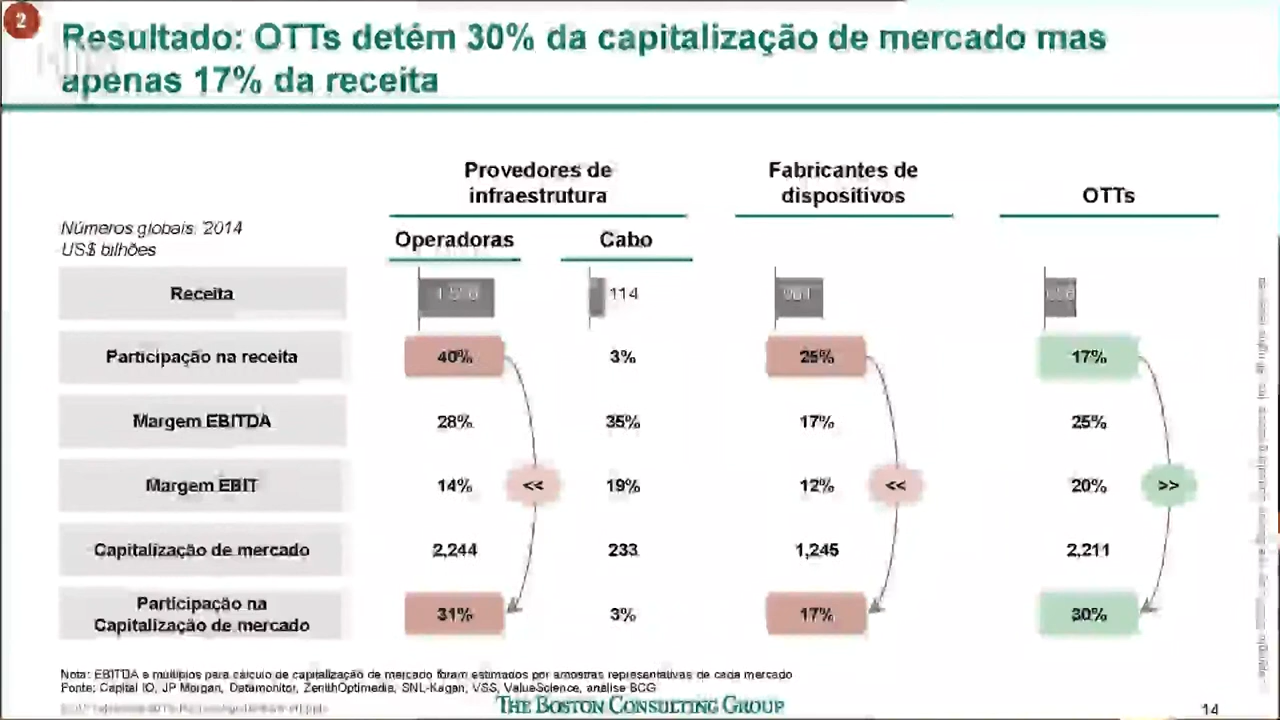 2
Resultado: OTTs detém 30% da capitalização de mercado mas
apenas 17% da receita
Provedores de
infraestrutura
Fabricantes de
dispositivos
OTTs
Números globais, 2014
US$ bilhões
Operadoras Cabo
Receita 114
Participação na receita 40% 3% 25% 17%
Margem EBITDA 28% 35% 17% 25%
Margem EBIT 14% << 19% 12% << 20% >>
Capitalização de mercado 2,244 233 1,245 2,211
Participação na
Capitalização de mercado 31% 3% 17% 30%
Nota: EBITDA e múltiplos para cálculo de capitalização de mercado foram estimados por amostras representativas de cada mercado
Fonte: Capital IO, JP Morgan, Datamonitor, ZenithOptimedia, SNL-Kagan, VSS, ValueScience, análise BCG
THE BOSTON CONSULTING GROUP
14